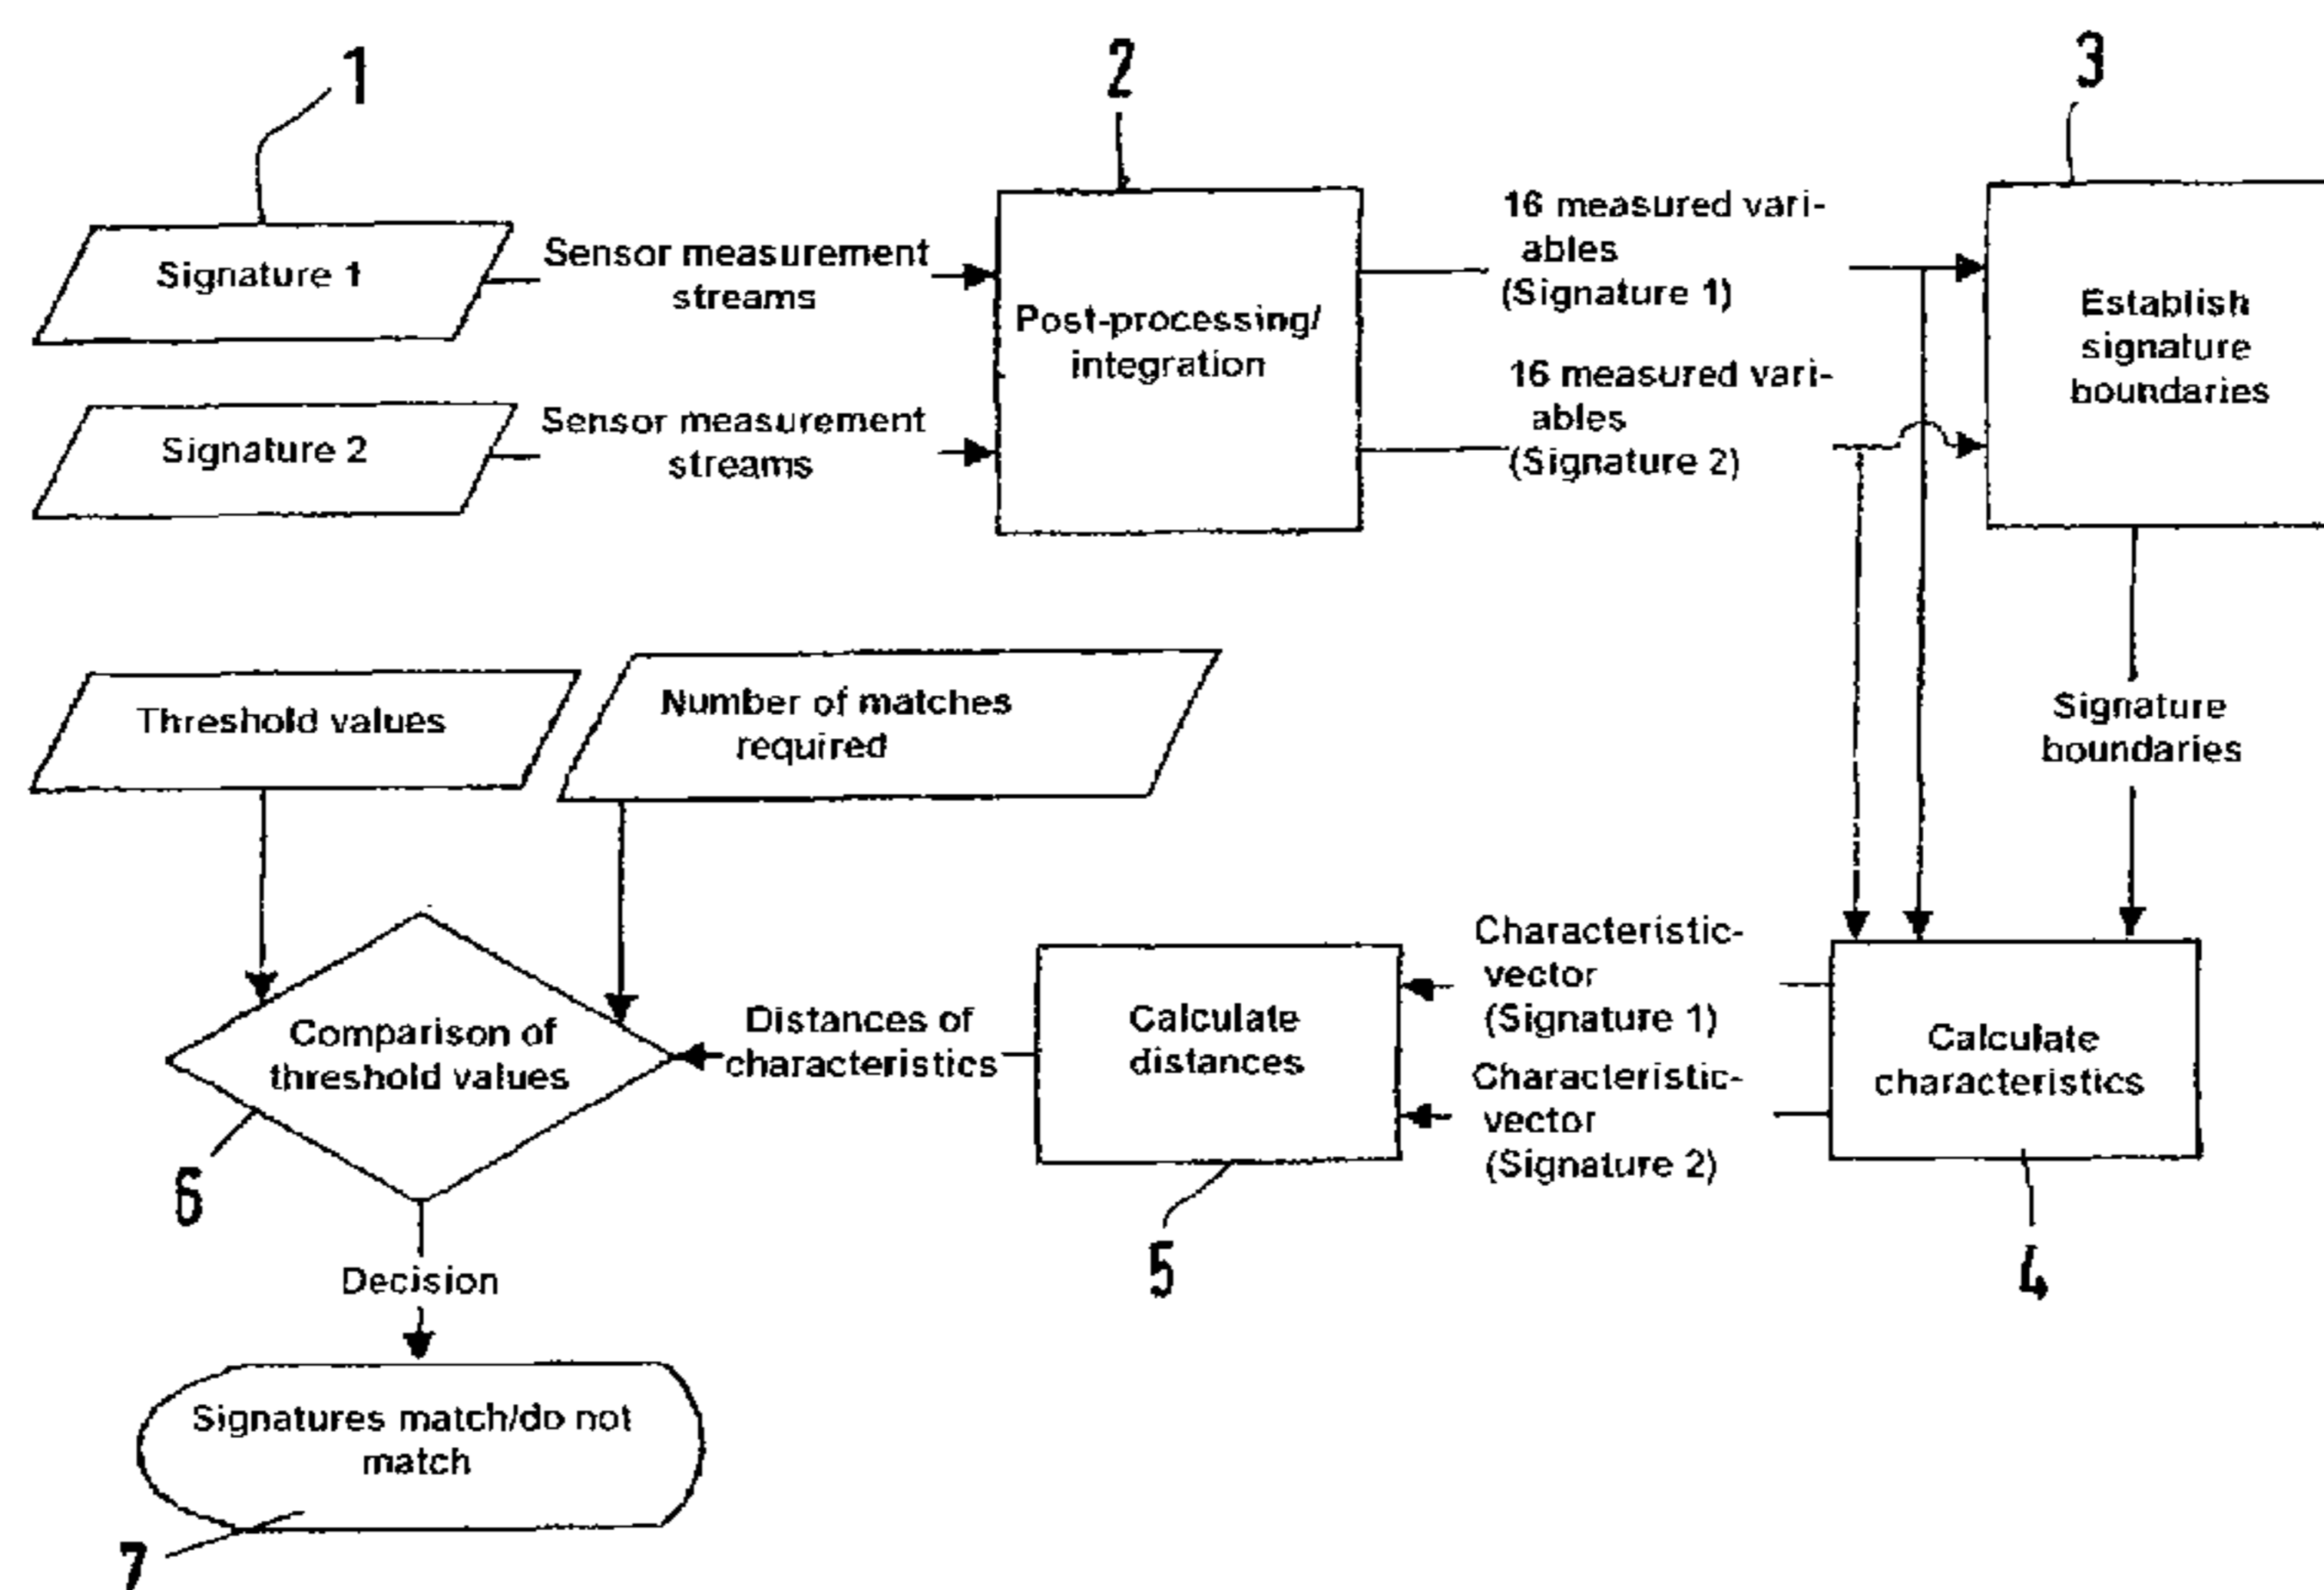 1
2
3
Signature 1
Sensor measurement
streams
Post-processing/
integration
16 measured vari-
ables
(Signature 1)
Establish
signature
boundaries
Signature 2
Sensor measurement
streams
16 measured vari-
ables
(Signature 2)
Threshold values
Number of matches
required
Signature
boundaries
Comparison of
threshold values
Distances of
characteristics
Calculate
distances
Characteristic-
vector
(Signature 1)
Characteristic-
vector
(Signature 2)
Calculate
characteristics
6
5
4
Decision
Signatures match/do not
match
7